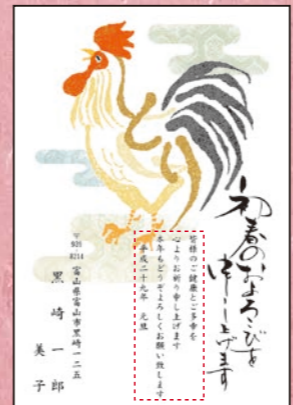 初春のおよろこびを
申し上げます
皆様のご健康とご多幸を
心よりお祈り申し上げます
本年もどうぞよろしくお願い致します
平成二十九年 元旦
〒939
8214 富山県富山市黒崎一二五
黒崎一郎
美子